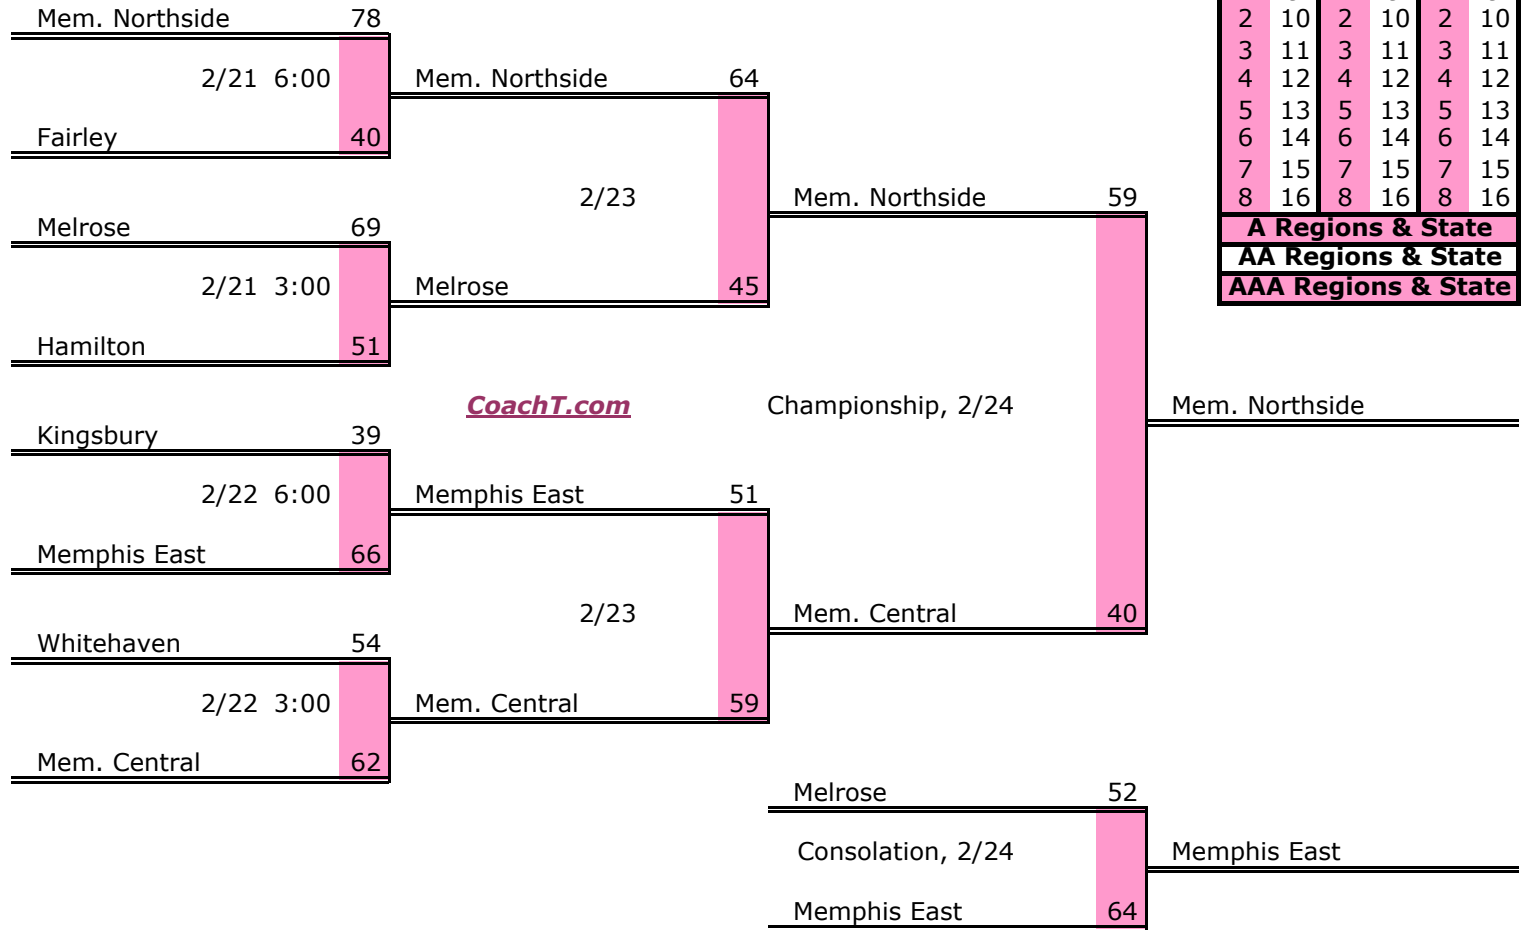 Mem. Northside 78
2/21 6:00
Fairley 40
Melrose 69
2/21 3:00
Hamilton 51
Kingsbury 39
2/22 6:00
Memphis East 66
Whitehaven 54
2/22 3:00
Mem. Central 62
Mem. Northside 64
2/23
Melrose 45
CoachT.com
Memphis East 51
2/23
Mem. Central 59
Mem. Northside 59
Championship, 2/24
Mem. Central 40
Mem. Northside
Melrose 52
Consolation, 2/24
Memphis East 64
Memphis East
2 10 2 10 2 10
3 11 3 11 3 11
4 12 4 12 4 12
5 13 5 13 5 13
6 14 6 14 6 14
7 15 7 15 7 15
8 16 8 16 8 16
A Regions & State
AA Regions & State
AAA Regions & State